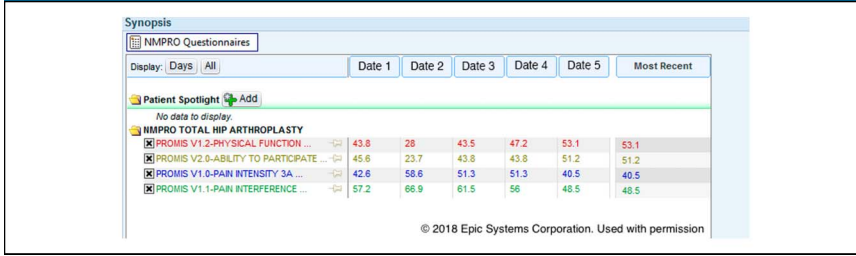 Synopsis
NMPRO Questionnaires
Display: Days All Date 1 Date 2 Date 3 Date 4 Date 5 Most Recent
Patient Spotlight Add
No data to display.
NMPRO TOTAL HIP ARTHROPLASTY
PROMIS V1.2-PHYSICAL FUNCTION ... 43.8 28 43.5 47.2 53.1 53.1
PROMIS V2.0-ABILITY TO PARTICIPATE ... 45.6 23.7 43.8 43.8 51.2 51.2
PROMIS V1.0-PAIN INTENSITY 3A ... 42.6 58.6 51.3 51.3 40.5 40.5
PROMIS V1.1-PAIN INTERFERENCE ... 57.2 66.9 61.5 56 48.5 48.5
© 2018 Epic Systems Corporation. Used with permission